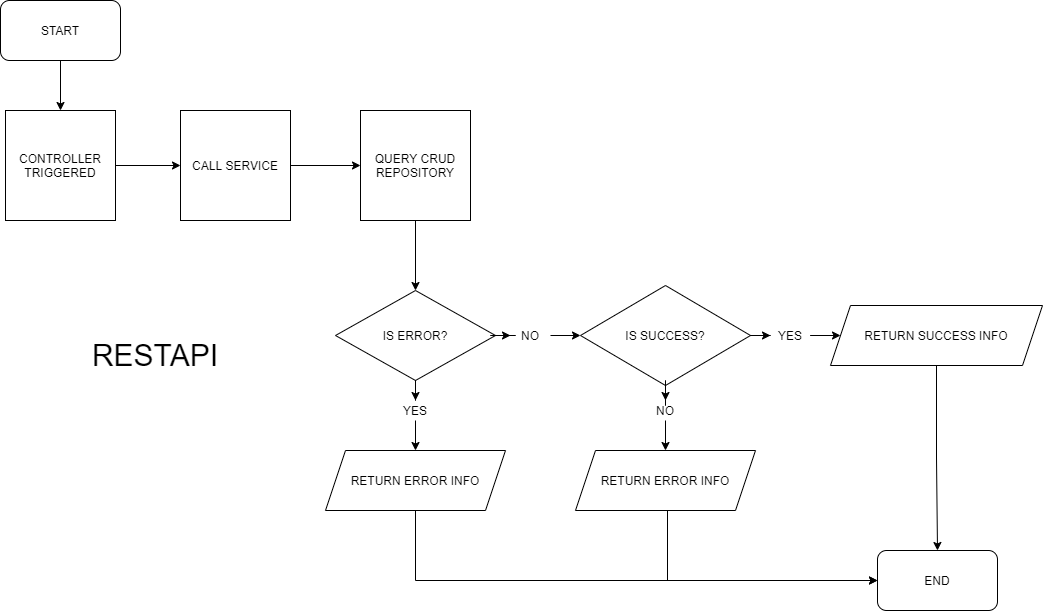 START
CONTROLLER
TRIGGERED
CALL SERVICE
QUERY CRUD
REPOSITORY
IS ERROR?
NO
IS SUCCESS?
YES
RETURN SUCCESS INFO
RESTAPI
YES
NO
RETURN ERROR INFO
RETURN ERROR INFO
END